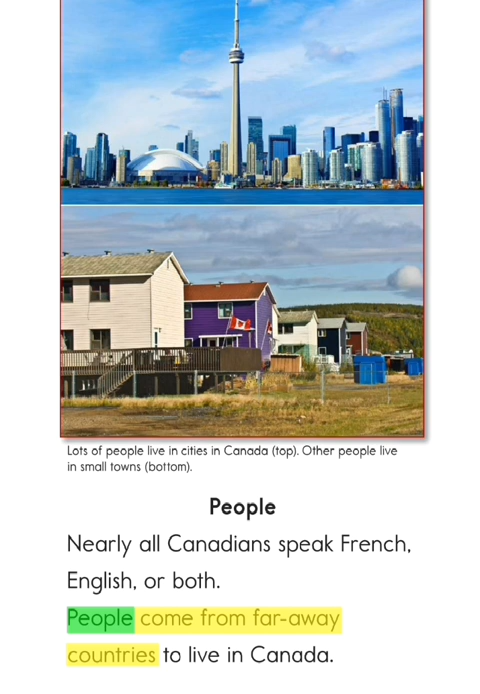 Lots of people live in cities in Canada (top). Other people live
in small towns (bottom).
People
Nearly all Canadians speak French,
English, or both.
People come from far-away
countries to live in Canada.